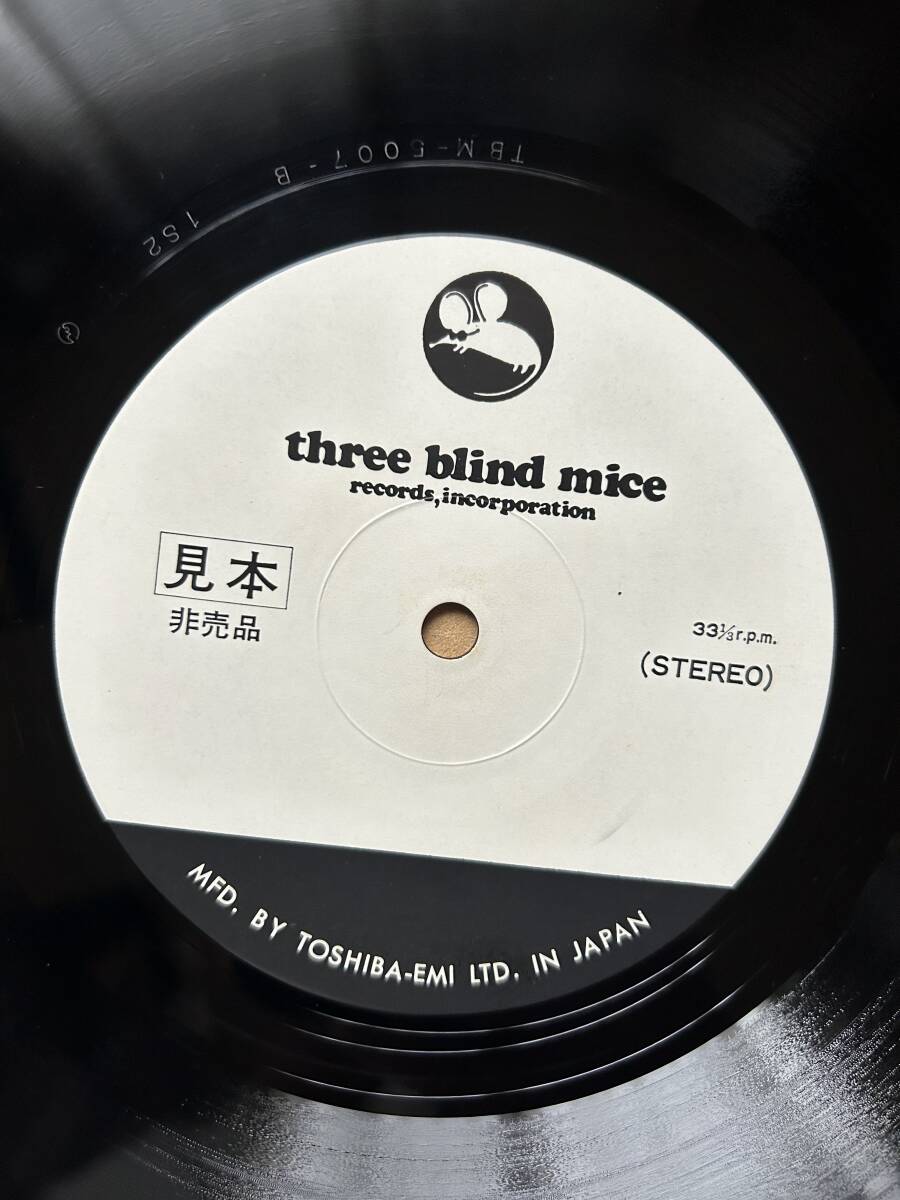 TBM-5007-B 1S2
three blind mice
records, incorporation
見本
非売品
33⅓r.p.m.
(STEREO)
MFD. BY TOSHIBA-EMI LTD. IN JAPAN